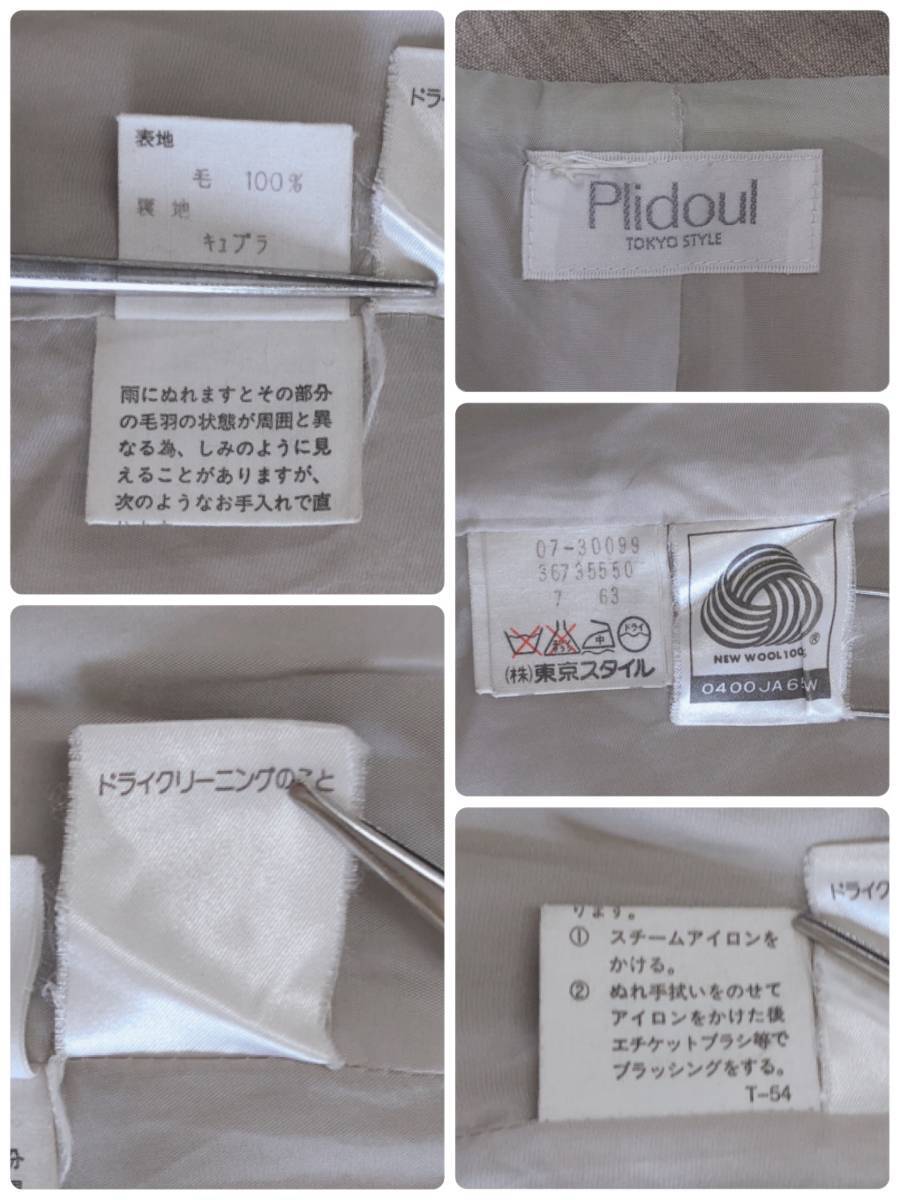 ドラ
表地
毛 100%
裏地
キュプラ
雨にぬれますとその部分
の毛羽の状態が周囲と異
なる為、しみのように見
えることがありますが、
次のようなお手入れで直
Plidoul
TOKYO STYLE
07-30099
36735550
7 63
中 ドライ
(株)東京スタイル
NEW WOOL 100%
®
0400JA65W
ドライクリーニングのこと
分
ります。
① スチームアイロンを
かける。
② ぬれ手拭いをのせて
アイロンをかけた後
エチケットブラシ等で
ブラッシングをする。
T-54
ドライク